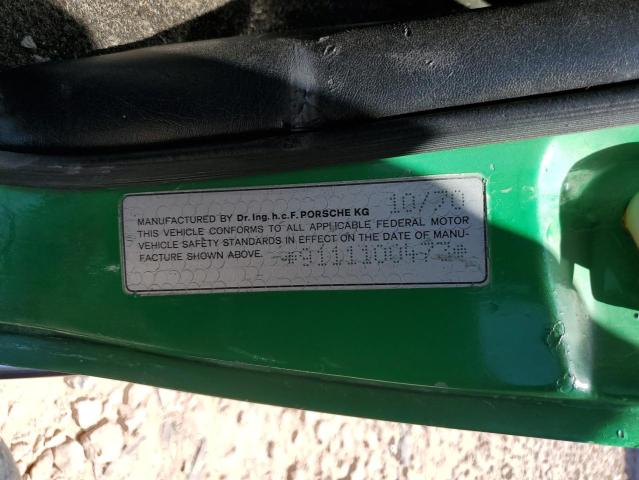 MANUFACTURED BY Dr. Ing. h. c. F. PORSCHE KG 10/70
THIS VEHICLE CONFORMS TO ALL APPLICABLE FEDERAL MOTOR
VEHICLE SAFETY STANDARDS IN EFFECT ON THE DATE OF MANU-
FACTURE SHOWN ABOVE.